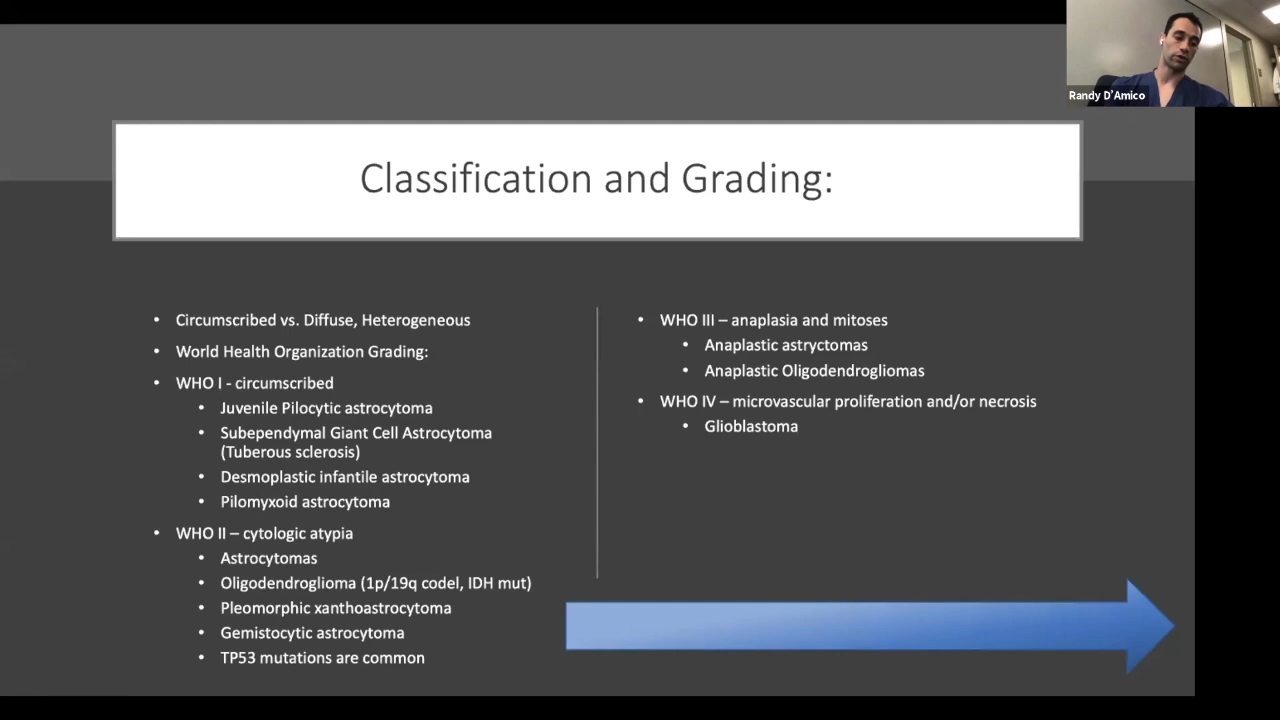 Randy D'Amico
Classification and Grading:
• Circumscribed vs. Diffuse, Heterogeneous
• World Health Organization Grading:
• WHO I - circumscribed
• Juvenile Pilocytic astrocytoma
• Subependymal Giant Cell Astrocytoma
(Tuberous sclerosis)
• Desmoplastic infantile astrocytoma
• Pilomyxoid astrocytoma
• WHO II – cytologic atypia
• Astrocytomas
• Oligodendroglioma (1p/19q codel, IDH mut)
• Pleomorphic xanthoastrocytoma
• Gemistocytic astrocytoma
• TP53 mutations are common
• WHO III – anaplasia and mitoses
• Anaplastic astryctomas
• Anaplastic Oligodendrogliomas
• WHO IV – microvascular proliferation and/or necrosis
• Glioblastoma